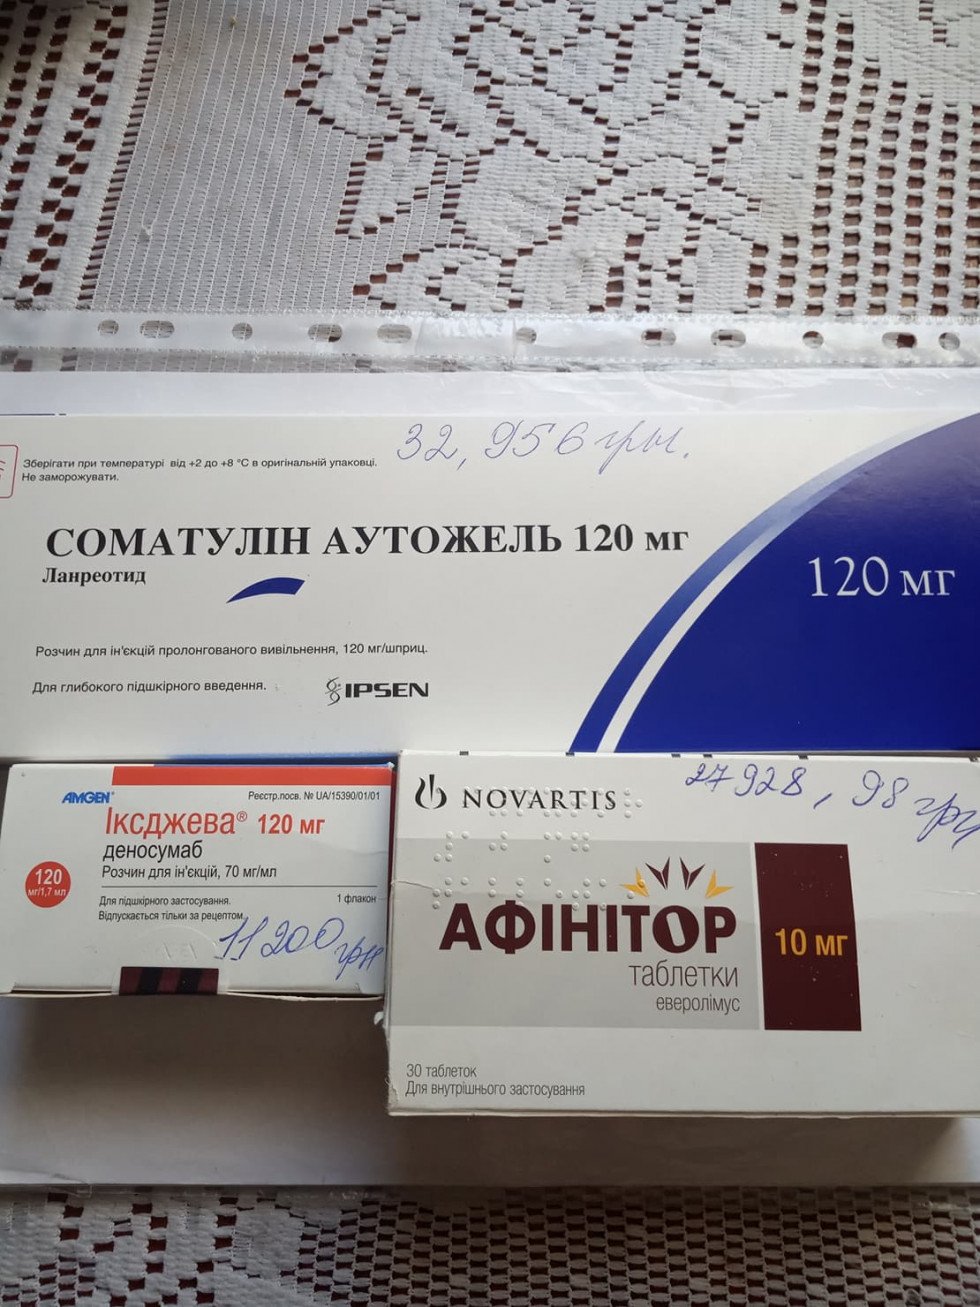 32,956 грн.
Зберігати при температурі від +2 до +8 °C в оригінальній упаковці.
Не заморожувати.
СОМАТУЛІН АУТОЖЕЛЬ 120 мг
Ланреотид
120 мг
Розчин для ін'єкцій пролонгованого вивільнення, 120 мг/шприц.
Для глибокого підшкірного введення.
IPSEN
AMGEN®
Реєстр.посв. № UA/15390/01/01
Іксджева® 120 мг
деносумаб
Розчин для ін'єкцій, 70 мг/мл
120
мг/1,7 мл
1 флакон
Для підшкірного застосування.
Відпускається тільки за рецептом.
11200 грн
NOVARTIS
27928,98 грн
АФІНІТОР
10 мг
таблетки
еверолімус
30 таблеток
Для внутрішнього застосування